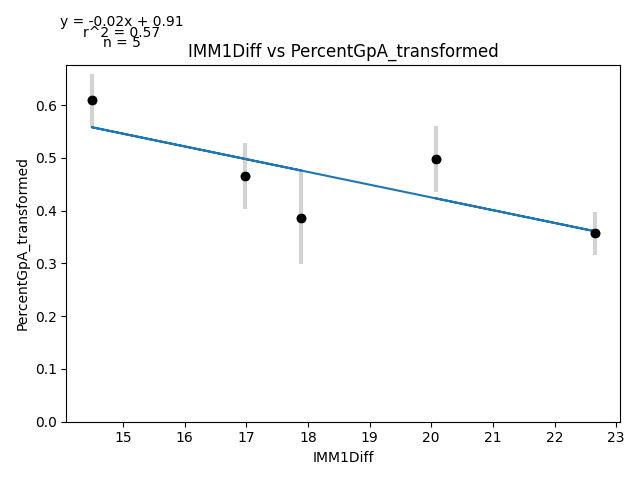 y = -0.02x + 0.91
r^2 = 0.57
n = 5
IMM1Diff vs PercentGpA_transformed
PercentGpA_transformed
0.6
0.5
0.4
0.3
0.2
0.1
0.0
15 16 17 18 19 20 21 22 23
IMM1Diff